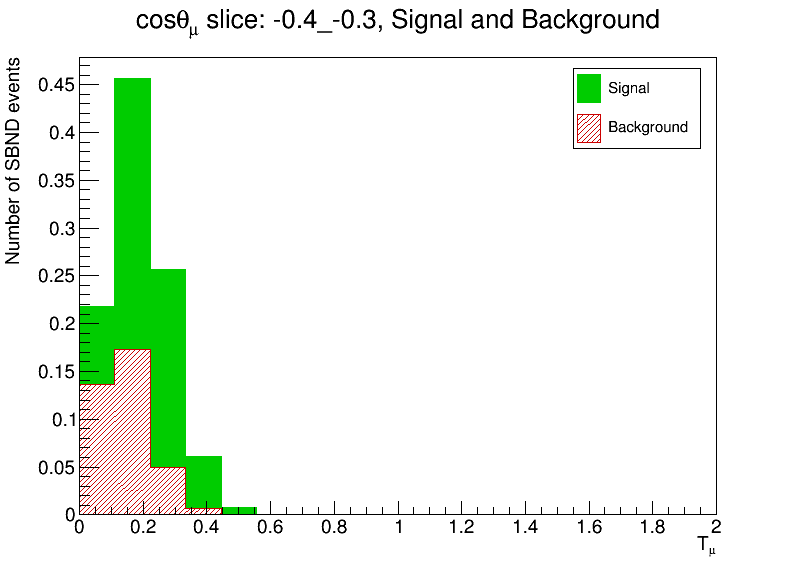 cosθμ slice: -0.4_-0.3, Signal and Background
Number of SBND events
Signal
Background
0.45
0.4
0.35
0.3
0.25
0.2
0.15
0.1
0.05
0
0 0.2 0.4 0.6 0.8 1 1.2 1.4 1.6 1.8 2
Tμ